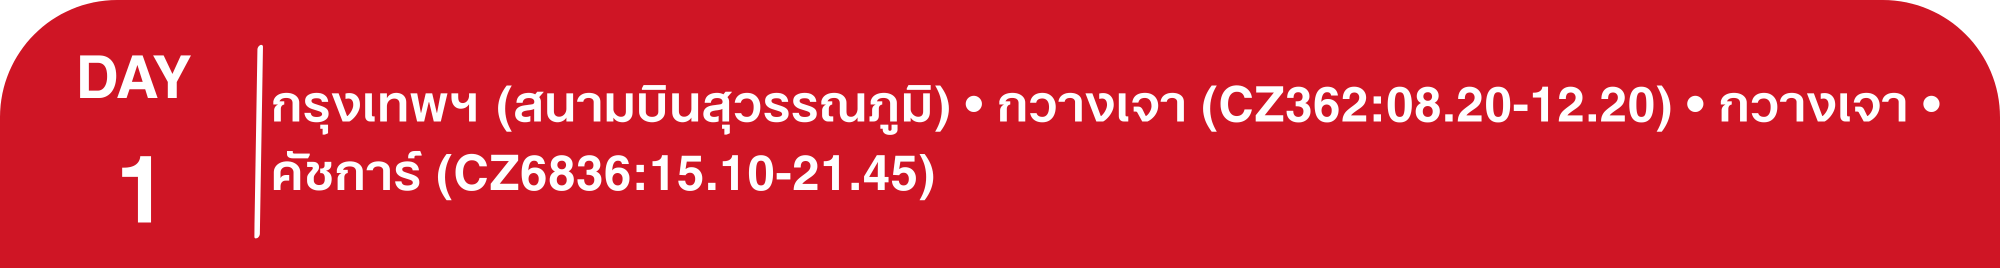 DAY
1
กรุงเทพฯ (สนามบินสุวรรณภูมิ) • กวางเจา (CZ362:08.20-12.20) • กวางเจา •
คัชการ์ (CZ6836:15.10-21.45)